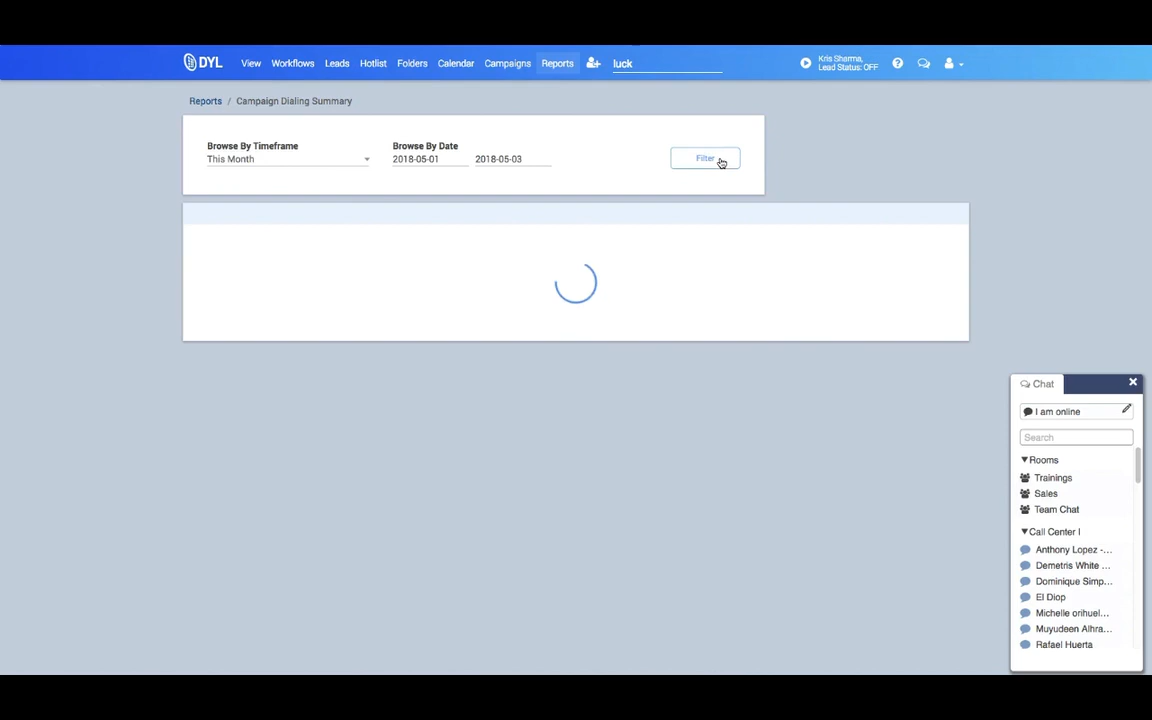 DYL View Workflows Leads Hotlist Folders Calendar Campaigns Reports luck Kris Sharma,
Lead Status: OFF
Reports / Campaign Dialing Summary
Browse By Timeframe Browse By Date
This Month 2018-05-01 2018-05-03 Filter
Chat
I am online
Search
Rooms
Trainings
Sales
Team Chat
Call Center I
Anthony Lopez -...
Demetris White ...
Dominique Simp...
El Diop
Michelle orihuel...
Muyudeen Alhra...
Rafael Huerta